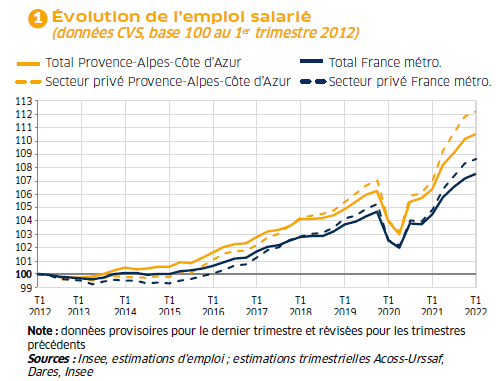 1 Évolution de l'emploi salarié
(données CVS, base 100 au 1er trimestre 2012)
Total Provence-Alpes-Côte d'Azur Total France métro.
Secteur privé Provence-Alpes-Côte d'Azur Secteur privé France métro.
113
112
111
110
109
108
107
106
105
104
103
102
101
100
99
T1 T1 T1 T1 T1 T1 T1 T1 T1 T1 T1
2012 2013 2014 2015 2016 2017 2018 2019 2020 2021 2022
Note : données provisoires pour le dernier trimestre et révisées pour les trimestres
précédents
Sources : Insee, estimations d'emploi ; estimations trimestrielles Acoss-Urssaf,
Dares, Insee